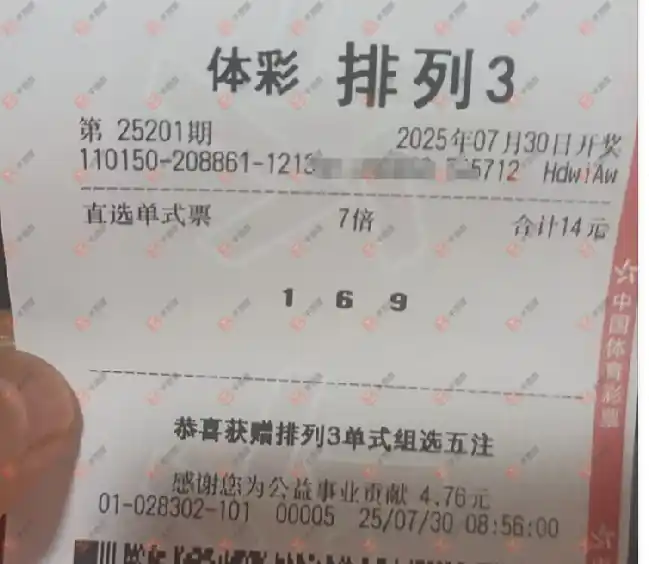 体彩 排列3
第 25201期 2025年07月30日开奖
110150-208861-1213 5712 HdwiAw
直选单式票 7倍 合计14元
1 6 9
中国体育彩票
恭喜获赠排列3单式组选五注
感谢您为公益事业贡献 4.76元
01-028302-101 00005 25/07/30 08:56:00